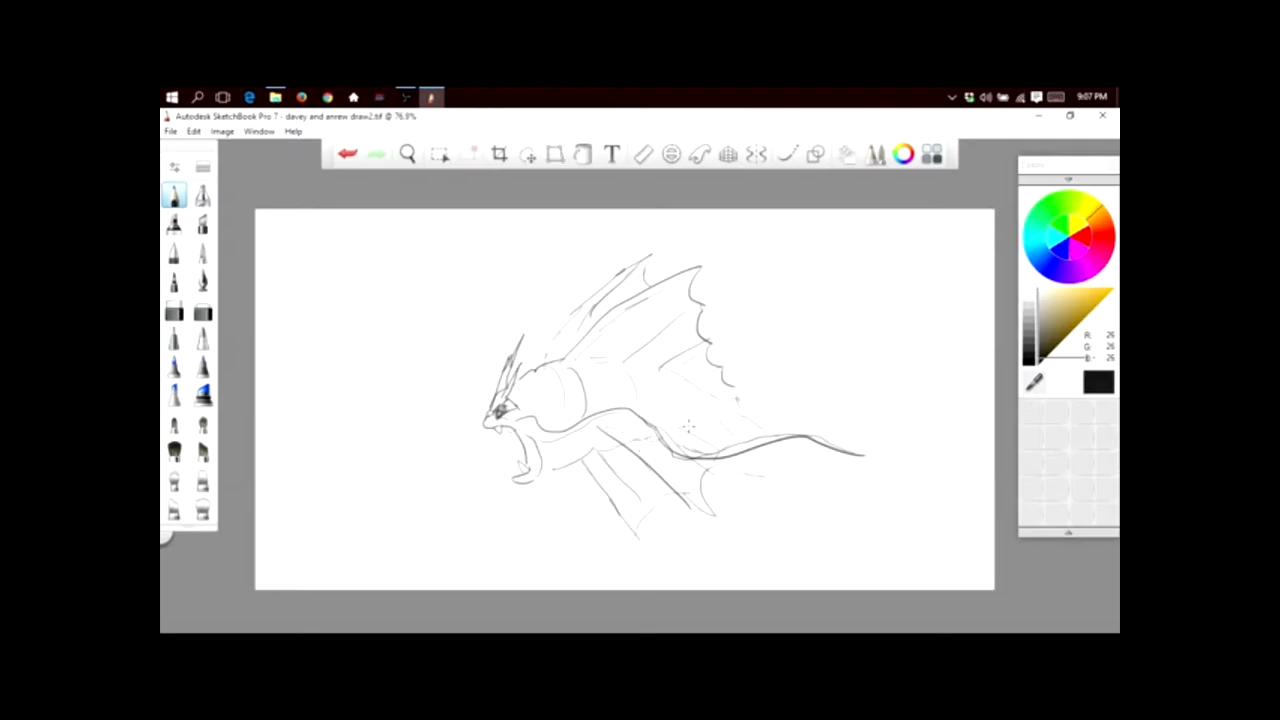 9:07 PM
Autodesk SketchBook Pro 7 - davey and anrew draw2.tif @ 76.9%
File Edit Image Window Help
T
R: 26
G: 26
B: 26